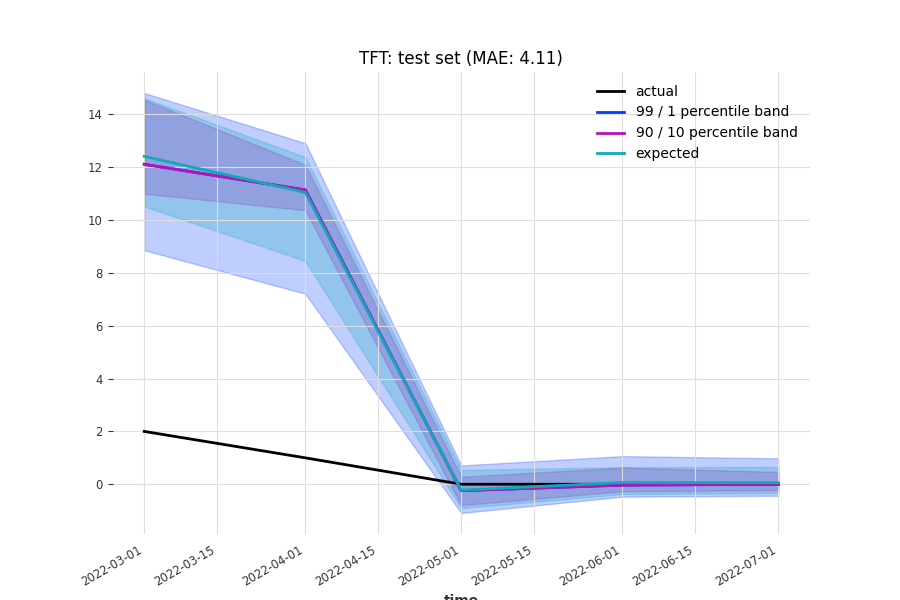 TFT: test set (MAE: 4.11)
actual
99 / 1 percentile band
90 / 10 percentile band
expected
14
12
10
8
6
4
2
0
2022-03-01
2022-03-15
2022-04-01
2022-04-15
2022-05-01
2022-05-15
2022-06-01
2022-06-15
2022-07-01
time